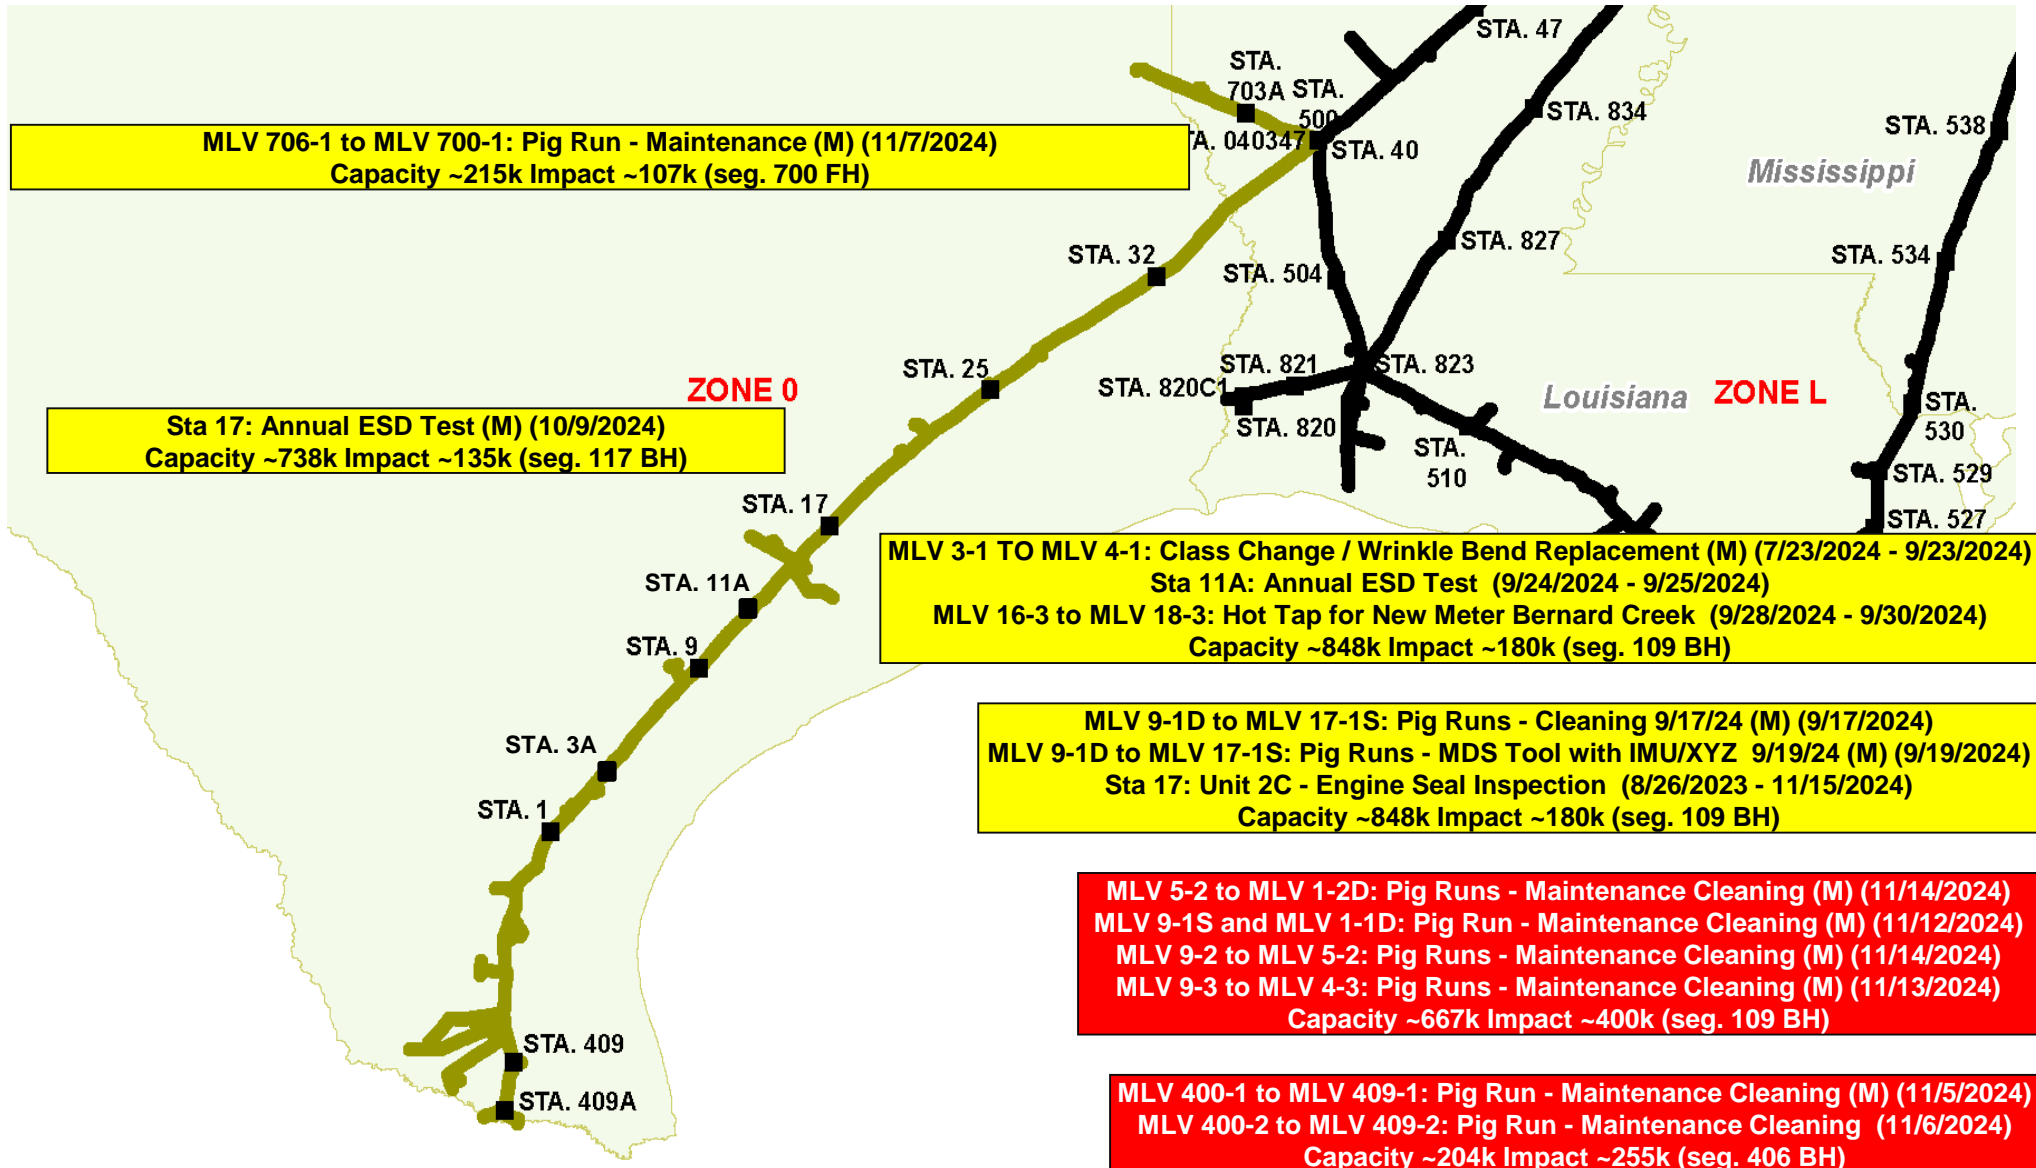 STA. 47
STA.
703A
STA.
500
STA. 834
STA. 538
MLV 706-1 to MLV 700-1: Pig Run - Maintenance (M) (11/7/2024)
Capacity ~215k Impact ~107k (seg. 700 FH)
TA. 040347
STA. 40
Mississippi
STA. 32
STA. 504
STA. 827
STA. 534
STA. 25
ZONE 0
STA. 821
STA. 823
STA. 820C1
STA. 820
Louisiana
ZONE L
STA.
530
STA.
510
STA. 529
STA. 527
Sta 17: Annual ESD Test (M) (10/9/2024)
Capacity ~738k Impact ~135k (seg. 117 BH)
STA. 17
MLV 3-1 TO MLV 4-1: Class Change / Wrinkle Bend Replacement (M) (7/23/2024 - 9/23/2024)
Sta 11A: Annual ESD Test (9/24/2024 - 9/25/2024)
MLV 16-3 to MLV 18-3: Hot Tap for New Meter Bernard Creek (9/28/2024 - 9/30/2024)
Capacity ~848k Impact ~180k (seg. 109 BH)
STA. 11A
STA. 9
MLV 9-1D to MLV 17-1S: Pig Runs - Cleaning 9/17/24 (M) (9/17/2024)
MLV 9-1D to MLV 17-1S: Pig Runs - MDS Tool with IMU/XYZ 9/19/24 (M) (9/19/2024)
Sta 17: Unit 2C - Engine Seal Inspection (8/26/2023 - 11/15/2024)
Capacity ~848k Impact ~180k (seg. 109 BH)
STA. 3A
STA. 1
MLV 5-2 to MLV 1-2D: Pig Runs - Maintenance Cleaning (M) (11/14/2024)
MLV 9-1S and MLV 1-1D: Pig Run - Maintenance Cleaning (M) (11/12/2024)
MLV 9-2 to MLV 5-2: Pig Runs - Maintenance Cleaning (M) (11/14/2024)
MLV 9-3 to MLV 4-3: Pig Runs - Maintenance Cleaning (M) (11/13/2024)
Capacity ~667k Impact ~400k (seg. 109 BH)
STA. 409
STA. 409A
MLV 400-1 to MLV 409-1: Pig Run - Maintenance Cleaning (M) (11/5/2024)
MLV 400-2 to MLV 409-2: Pig Run - Maintenance Cleaning (11/6/2024)
Capacity ~204k Impact ~255k (seg. 406 BH)